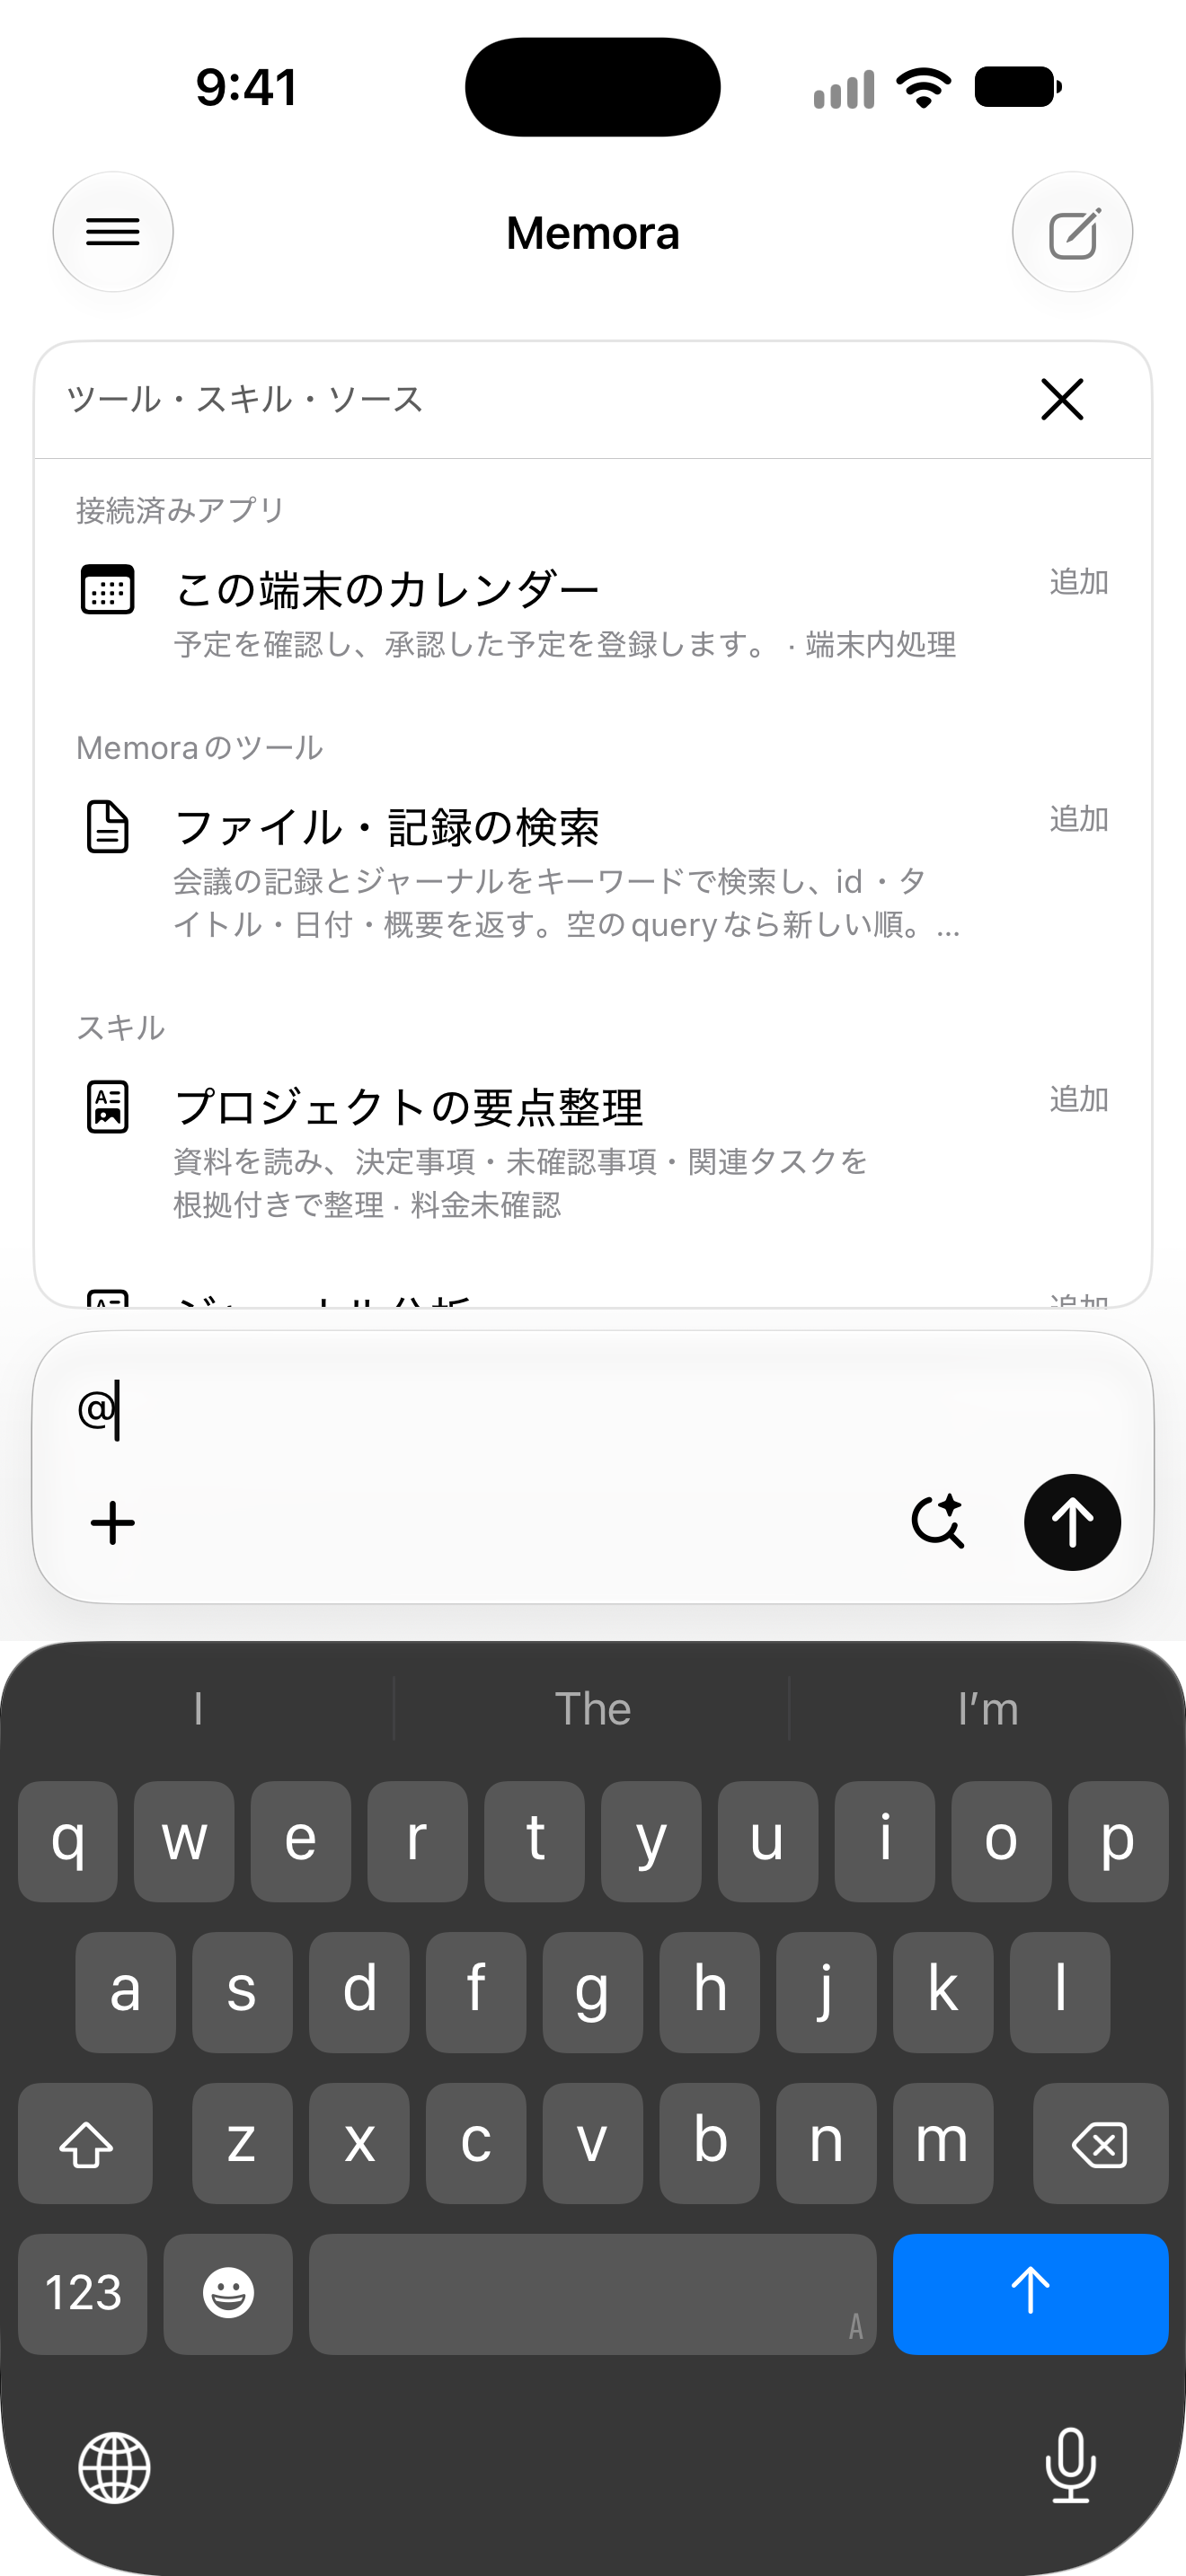 9:41
Memora
ツール・スキル・ソース
接続済みアプリ
この端末のカレンダー
追加
予定を確認し、承認した予定を登録します。 · 端末内処理
Memoraのツール
ファイル・記録の検索
追加
会議の記録とジャーナルをキーワードで検索し、id・タ
イトル・日付・概要を返す。空のqueryなら新しい順。...
スキル
プロジェクトの要点整理
追加
資料を読み、決定事項・未確認事項・関連タスクを
根拠付きで整理 · 料金未確認
ジャーナル分析
追加
@
I The I'm
q w e r t y u i o p
a s d f g h j k l
z x c v b n m
123
A